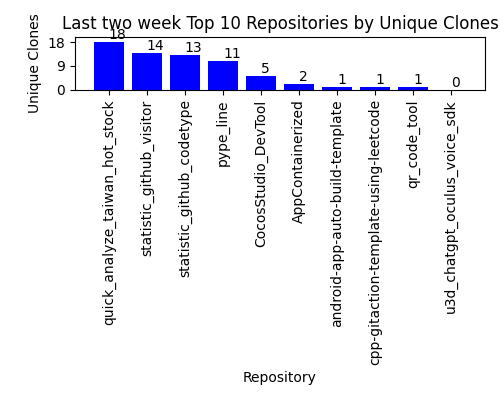 Last two week Top 10 Repositories by Unique Clones
Unique Clones
18
9
0
18
14
13
11
5
2
1
1
1
0
quick_analyze_taiwan_hot_stock
statistic_github_visitor
statistic_github_codetype
pype_line
CocosStudio_DevTool
AppContainerized
android-app-auto-build-template
cpp-gitaction-template-using-leetcode
qr_code_tool
u3d_chatgpt_oculus_voice_sdk
Repository